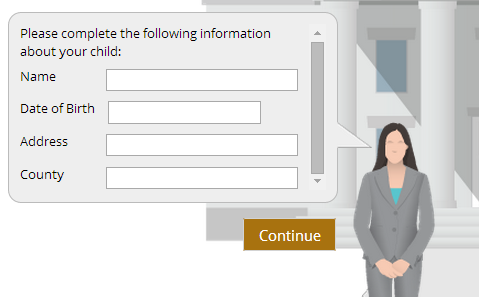 Please complete the following information
about your child:
Name
Date of Birth
Address
County
Continue